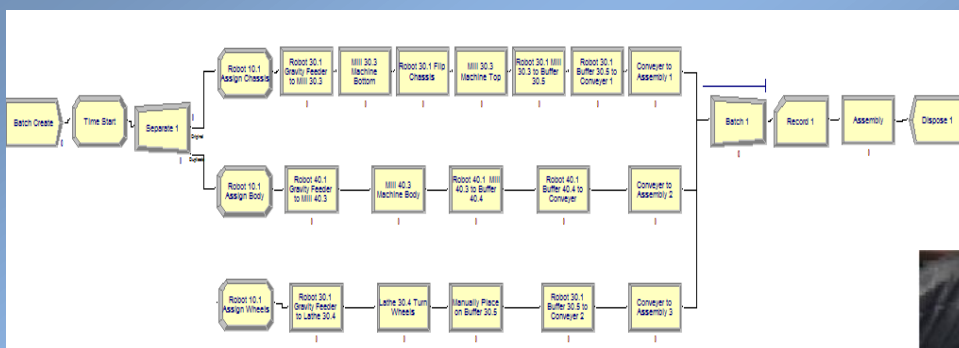 Batch Create
Time Start
Separate 1
Original
Duplicate
Robot 10.1
Assign Chassis
Robot 30.1
Gravity Feeder
to Mill 30.3
Mill 30.3
Machine
Bottom
Robot 30.1 Flip
Chassis
Mill 30.3
Machine Top
Robot 30.1 Mill
30.3 to Buffer
30.5
Robot 30.1
Buffer 30.5 to
Conveyer 1
Conveyer to
Assembly 1
Robot 10.1
Assign Body
Robot 40.1
Gravity Feeder
to Mill 40.3
Mill 40.3
Machine Body
Robot 40.1 Mill
40.3 to Buffer
40.4
Robot 40.1
Buffer 40.4 to
Conveyer
Conveyer to
Assembly 2
Robot 10.1
Assign Wheels
Robot 30.1
Gravity Feeder
to Lathe 30.4
Lathe 30.4 Turn
Wheels
Manually Place
on Buffer 30.5
Robot 30.1
Buffer 30.5 to
Conveyer 2
Conveyer to
Assembly 3
Batch 1
Record 1
Assembly
Dispose 1